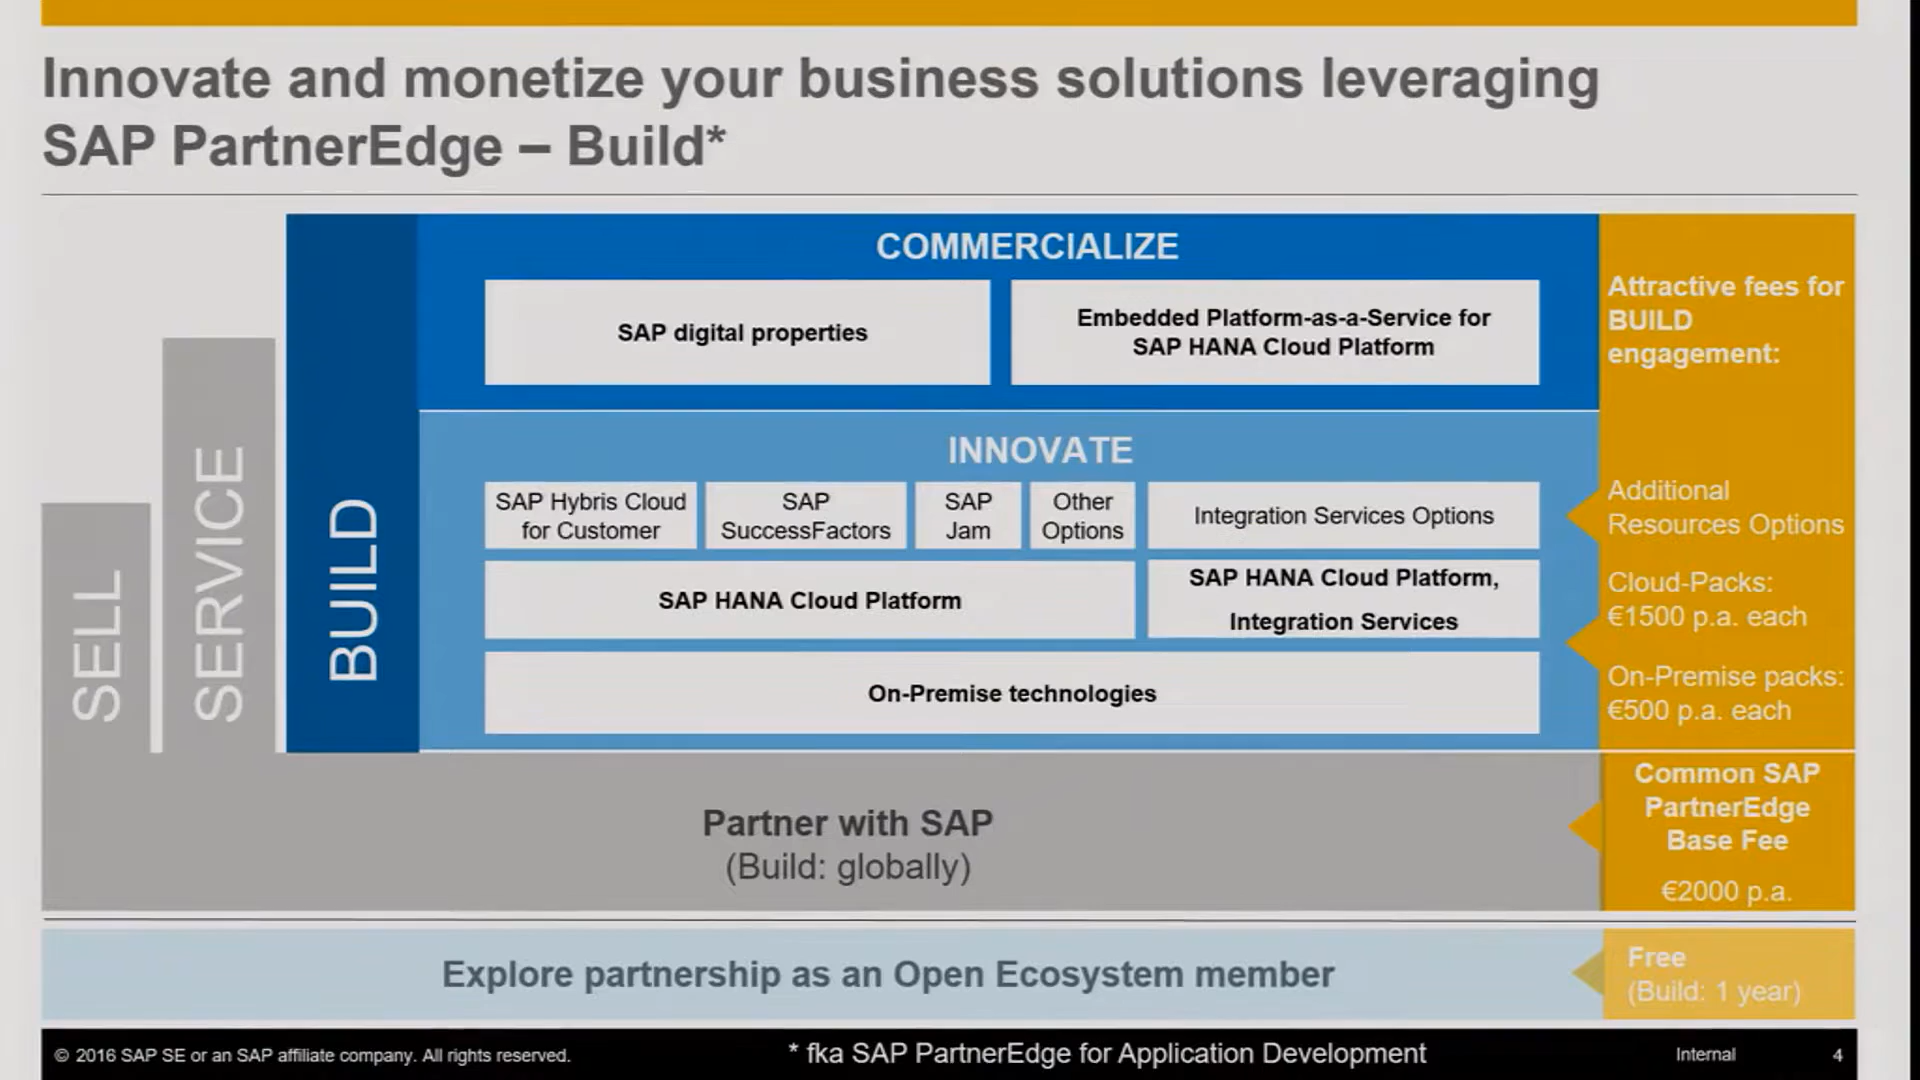 Innovate and monetize your business solutions leveraging
SAP PartnerEdge – Build*
COMMERCIALIZE
SAP digital properties
Embedded Platform-as-a-Service for
SAP HANA Cloud Platform
Attractive fees for
BUILD
engagement:
SELL
SERVICE
BUILD
INNOVATE
SAP Hybris Cloud
for Customer
SAP
SuccessFactors
SAP
Jam
Other
Options
Integration Services Options
SAP HANA Cloud Platform
SAP HANA Cloud Platform,
Integration Services
On-Premise technologies
Additional
Resources Options
Cloud-Packs:
€1500 p.a. each
On-Premise packs:
€500 p.a. each
Partner with SAP
(Build: globally)
Common SAP
PartnerEdge
Base Fee
€2000 p.a.
Explore partnership as an Open Ecosystem member
Free
(Build: 1 year)
© 2016 SAP SE or an SAP affiliate company. All rights reserved.
* fka SAP PartnerEdge for Application Development
Internal
4